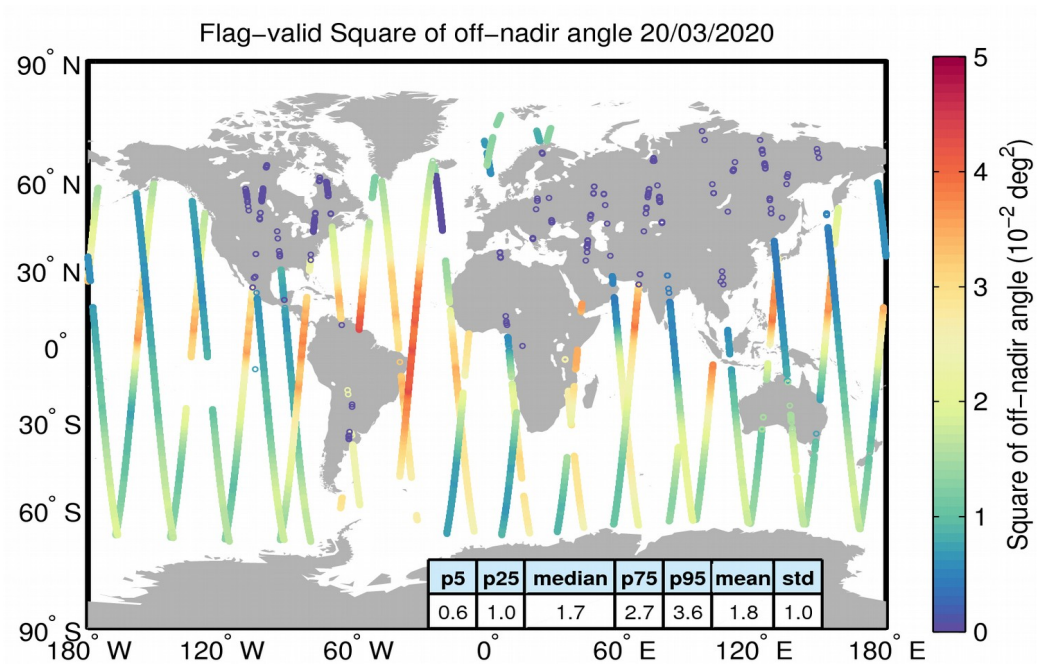 Flag−valid Square of off−nadir angle 20/03/2020
90° N
60° N
30° N
0°
30° S
60° S
90° S
180° W
120° W
60° W
0°
60° E
120° E
180° E
5
4
3
2
1
0
Square of off−nadir angle (10⁻² deg²)
p5 p25 median p75 p95 mean std
0.6 1.0 1.7 2.7 3.6 1.8 1.0